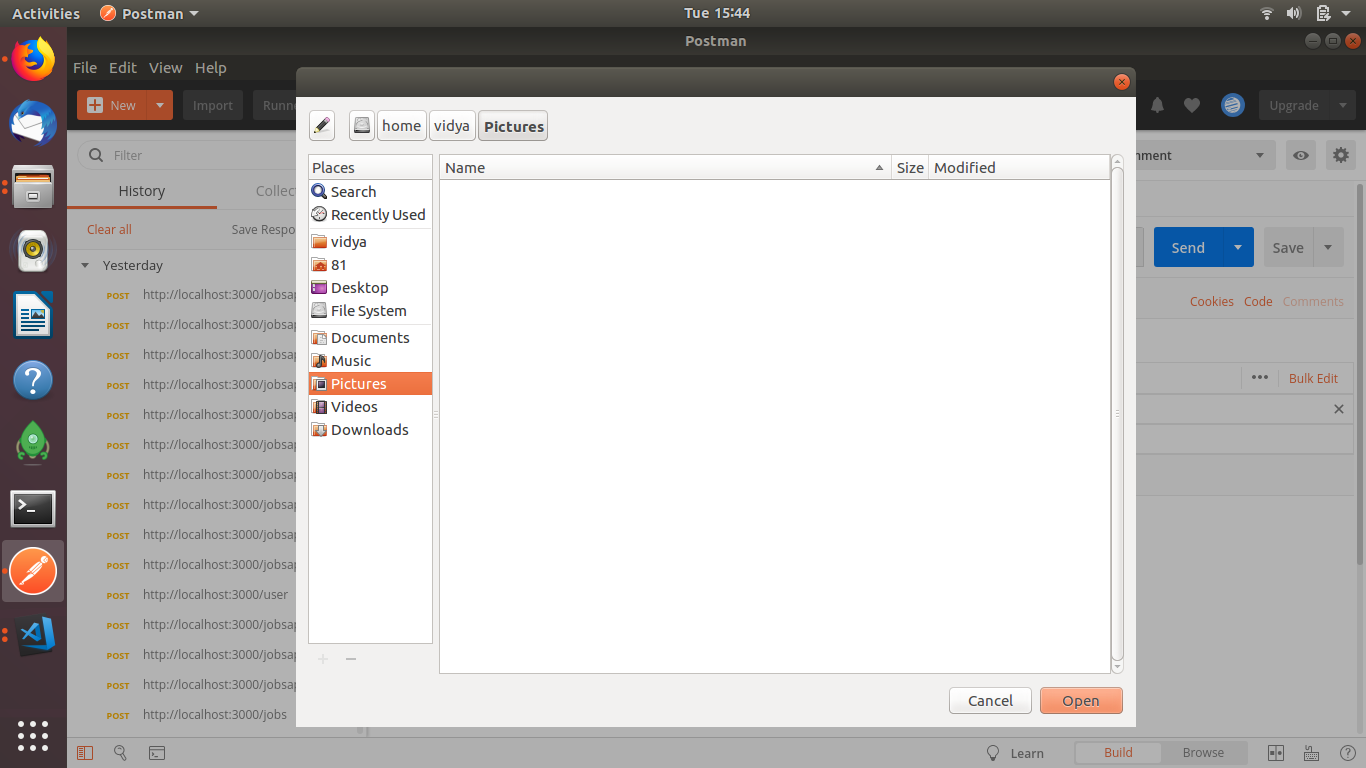 Activities Postman Tue 15:44
Postman
File Edit View Help
New Import Runn Upgrade
home vidya Pictures
Filter
nment
Places Name Size Modified
Search
History Collec
Recently Used
Clear all Save Respo
vidya
Send Save
81
Yesterday
Desktop
POST http://localhost:3000/jobsap
Cookies Code Comments
File System
POST http://localhost:3000/jobsap
Documents
POST http://localhost:3000/jobsap
Music
Pictures
POST http://localhost:3000/jobsap
••• Bulk Edit
Videos
POST http://localhost:3000/jobsap
Downloads
POST http://localhost:3000/jobsap
POST http://localhost:3000/jobsap
POST http://localhost:3000/jobsap
POST http://localhost:3000/jobsap
POST http://localhost:3000/jobsap
POST http://localhost:3000/user
POST http://localhost:3000/jobsap
POST http://localhost:3000/jobsap
POST http://localhost:3000/jobsap
POST http://localhost:3000/jobs
Cancel Open
Learn Build Browse